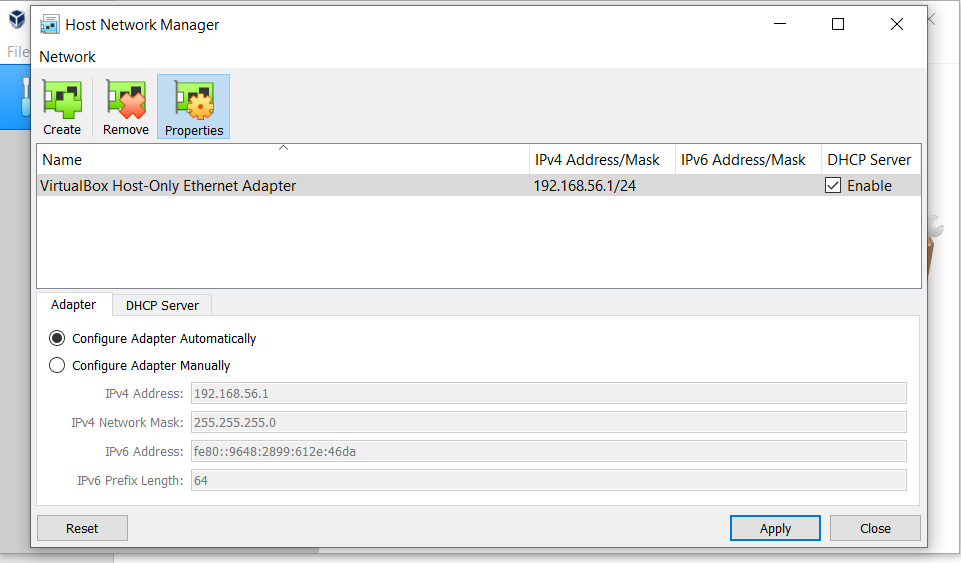 Host Network Manager
File
Network
Create Remove Properties
Name IPv4 Address/Mask IPv6 Address/Mask DHCP Server
VirtualBox Host-Only Ethernet Adapter 192.168.56.1/24 Enable
Adapter DHCP Server
Configure Adapter Automatically
Configure Adapter Manually
IPv4 Address: 192.168.56.1
IPv4 Network Mask: 255.255.255.0
IPv6 Address: fe80::9648:2899:612e:46da
IPv6 Prefix Length: 64
Reset Apply Close